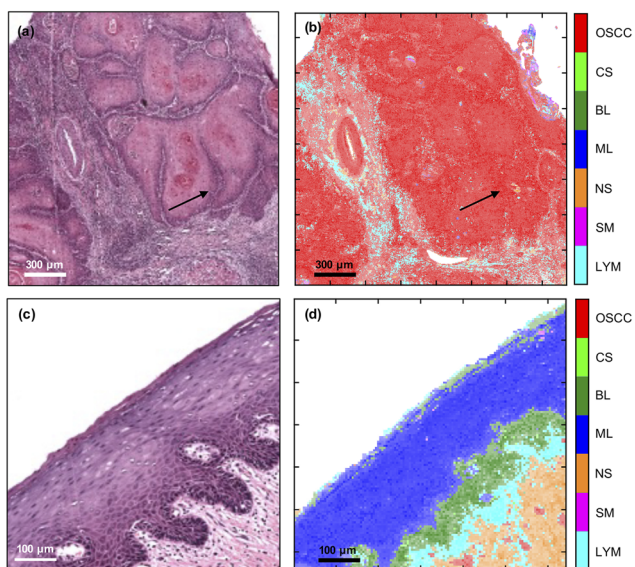 (a)
300 µm
(b)
300 µm
OSCC
CS
BL
ML
NS
SM
LYM
(c)
100 µm
(d)
100 µm
OSCC
CS
BL
ML
NS
SM
LYM